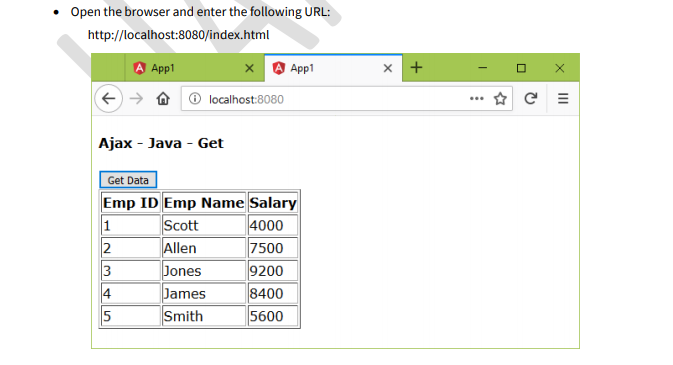 • Open the browser and enter the following URL:
http://localhost:8080/index.html
App1 App1
localhost:8080
Ajax - Java - Get
Get Data
Emp ID Emp Name Salary
1 Scott 4000
2 Allen 7500
3 Jones 9200
4 James 8400
5 Smith 5600